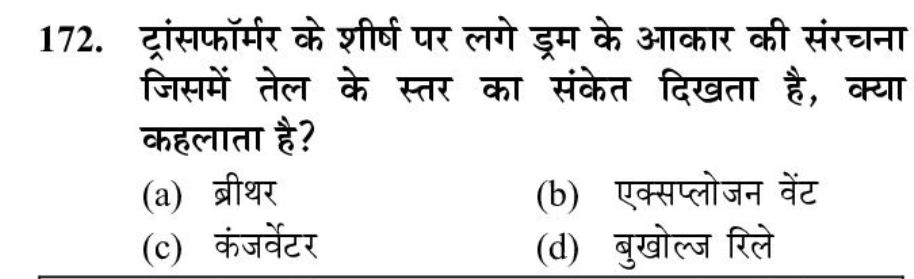 172. ट्रांसफॉर्मर के शीर्ष पर लगे ड्रम के आकार की संरचना
जिसमें तेल के स्तर का संकेत दिखता है, क्या
कहलाता है?
(a) ब्रीथर (b) एक्सप्लोजन वेंट
(c) कंजर्वेटर (d) बुखोल्ज रिले